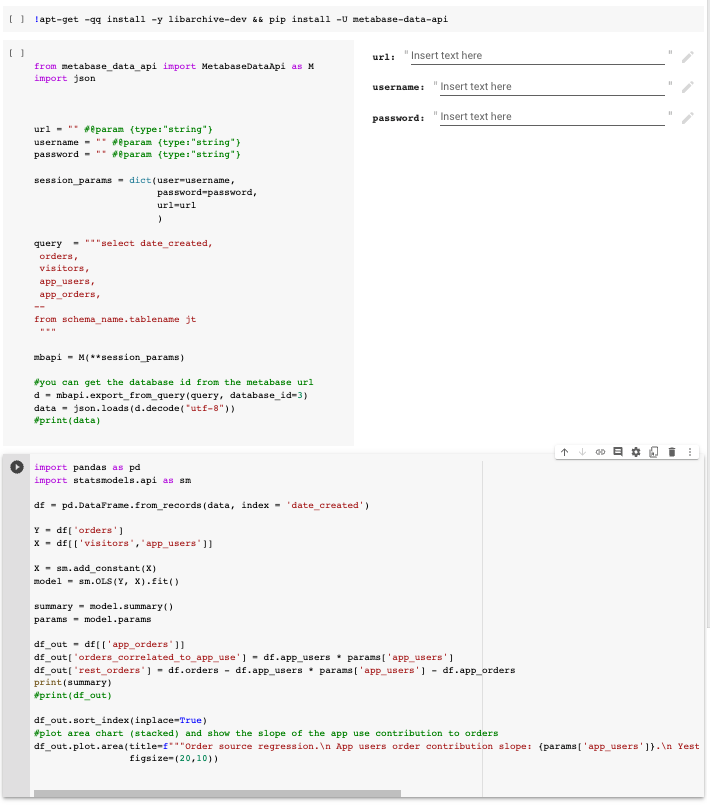 [ ] !apt-get -qq install -y libarchive-dev && pip install -U metabase-data-api
[ ]
from metabase_data_api import MetabaseDataApi as M
import json
url = "" #@param {type:"string"}
username = "" #@param {type:"string"}
password = "" #@param {type:"string"}
session_params = dict(user=username,
password=password,
url=url
)
query  = """select date_created,
orders,
visitors,
app_users,
app_orders,
--
from schema_name.tablename jt
"""
mbapi = M(**session_params)
#you can get the database id from the metabase url
d = mbapi.export_from_query(query, database_id=3)
data = json.loads(d.decode("utf-8"))
#print(data)
url: "Insert text here"
username: "Insert text here"
password: "Insert text here"
import pandas as pd
import statsmodels.api as sm
df = pd.DataFrame.from_records(data, index = 'date_created')
Y = df['orders']
X = df[['visitors','app_users']]
X = sm.add_constant(X)
model = sm.OLS(Y, X).fit()
summary = model.summary()
params = model.params
df_out = df[['app_orders']]
df_out['orders_correlated_to_app_use'] = df.app_users * params['app_users']
df_out['rest_orders'] = df.orders - df.app_users * params['app_users'] - df.app_orders
print(summary)
#print(df_out)
df_out.sort_index(inplace=True)
#plot area chart (stacked) and show the slope of the app use contribution to orders
df_out.plot.area(title=f"""Order source regression.\n App users order contribution slope: {params['app_users']}.\n Yest
figsize=(20,10))